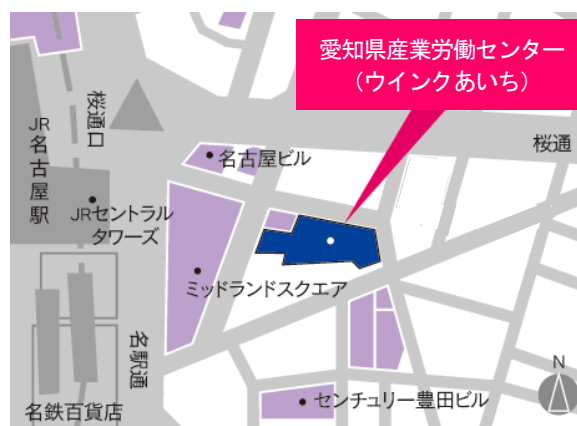 愛知県産業労働センター
（ウインクあいち）
桜通
桜通口
JR名古屋駅
名古屋ビル
JRセントラル
タワーズ
ミッドランドスクエア
名駅通
名鉄百貨店
センチュリー豊田ビル
N